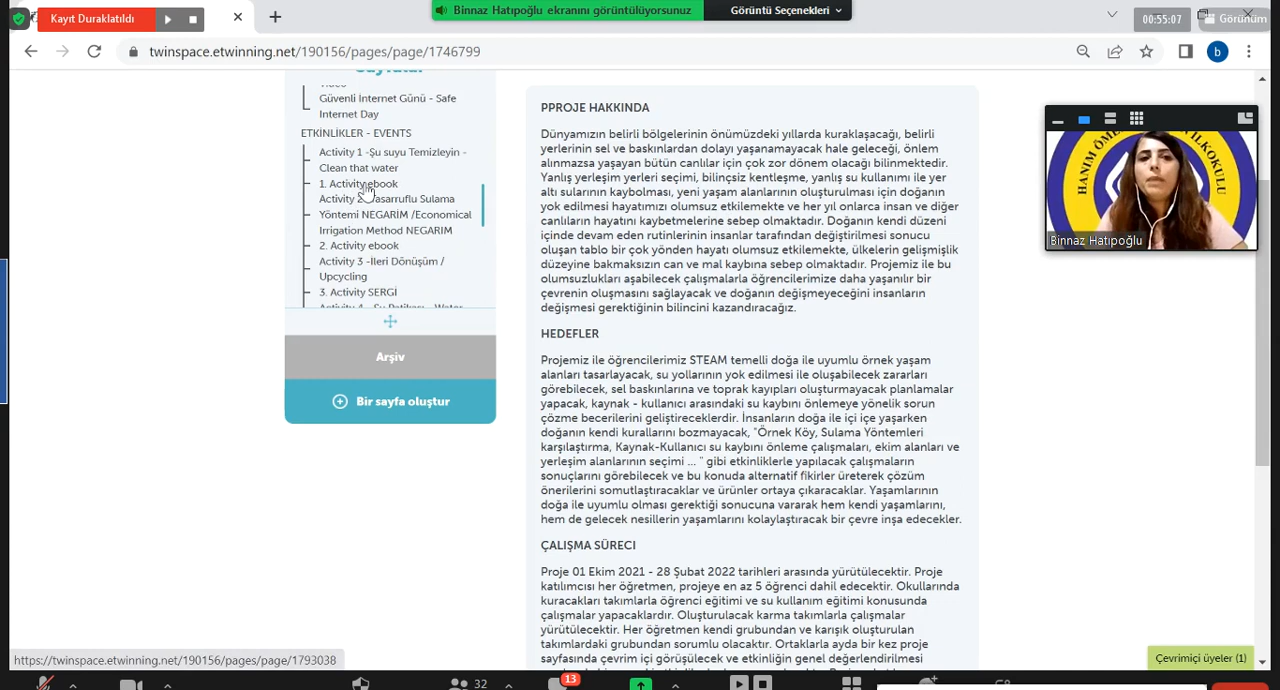 Kayıt Duraklatıldı
Binnaz Hatıpoğlu ekranını görüntülüyorsunuz
Görüntü Seçenekleri
00:55:07
Görünüm
twinspace.etwinning.net/190156/pages/page/1746799
b
Güvenli İnternet Günü - Safe
Internet Day
ETKİNLİKLER - EVENTS
Activity 1 -Şu suyu Temizleyin -
Clean that water
1. Activity ebook
Activity 2 Tasarruflu Sulama
Yöntemi NEGARİM /Economical
Irrigation Method NEGARIM
2. Activity ebook
Activity 3 -İleri Dönüşüm /
Upcycling
3. Activity SERGİ
Arşiv
Bir sayfa oluştur
PPROJE HAKKINDA
Dünyamızın belirli bölgelerinin önümüzdeki yıllarda kuraklaşacağı, belirli
yerlerinin sel ve baskınlardan dolayı yaşanamayacak hale geleceği, önlem
alınmazsa yaşayan bütün canlılar için çok zor dönem olacağı bilinmektedir.
Yanlış yerleşim yerleri seçimi, bilinçsiz kentleşme, yanlış su kullanımı ile yer
altı sularının kaybolması, yeni yaşam alanlarının oluşturulması için doğanın
yok edilmesi hayatımızı olumsuz etkilemekte ve her yıl onlarca insan ve diğer
canlıların hayatını kaybetmelerine sebep olmaktadır. Doğanın kendi düzeni
içinde devam eden rutinlerinin insanlar tarafından değiştirilmesi sonucu
oluşan tablo bir çok yönden hayatı olumsuz etkilemekte, ülkelerin gelişmişlik
düzeyine bakmaksızın can ve mal kaybına sebep olmaktadır. Projemiz ile bu
olumsuzlukları aşabilecek çalışmalarla öğrencilerimize daha yaşanılır bir
çevrenin oluşmasını sağlayacak ve doğanın değişmeyeceğini insanların
değişmesi gerektiğinin bilincini kazandıracağız.
HEDEFLER
Projemiz ile öğrencilerimiz STEAM temelli doğa ile uyumlu örnek yaşam
alanları tasarlayacak, su yollarının yok edilmesi ile oluşabilecek zararları
görebilecek, sel baskınlarına ve toprak kayıpları oluşturmayacak planlamalar
yapacak, kaynak - kullanıcı arasındaki su kaybını önlemeye yönelik sorun
çözme becerilerini geliştireceklerdir. İnsanların doğa ile içi içe yaşarken
doğanın kendi kurallarını bozmayacak, "Örnek Köy, Sulama Yöntemleri
karşılaştırma, Kaynak-Kullanıcı su kaybını önleme çalışmaları, ekim alanları ve
yerleşim alanlarının seçimi ... " gibi etkinliklerle yapılacak çalışmaların
sonuçlarını görebilecek ve bu konuda alternatif fikirler üreterek çözüm
önerilerini somutlaştıracaklar ve ürünler ortaya çıkaracaklar. Yaşamlarının
doğa ile uyumlu olması gerektiği sonucuna vararak hem kendi yaşamlarını,
hem de gelecek nesillerin yaşamlarını kolaylaştıracak bir çevre inşa edecekler.
ÇALIŞMA SÜRECI
Proje 01 Ekim 2021 - 28 Şubat 2022 tarihleri arasında yürütülecektir. Proje
katılımcısı her öğretmen, projeye en az 5 öğrenci dahil edecektir. Okullarında
kuracakları takımlarla öğrenci eğitimi ve su kullanım eğitimi konusunda
çalışmalar yapacaklardır. Oluşturulacak karma takımlarla çalışmalar
yürütülecektir. Her öğretmen kendi grubundan ve karışık oluşturulan
takımlardaki grubundan sorumlu olacaktır. Ortaklarla ayda bir kez proje
sayfasında çevrim içi görüşülecek ve etkinliğin genel değerlendirilmesi
HANIM ÖME
İLKOKULU
Binnaz Hatıpoğlu
https://twinspace.etwinning.net/190156/pages/page/1793038
Çevrimiçi üyeler (1)
32
13